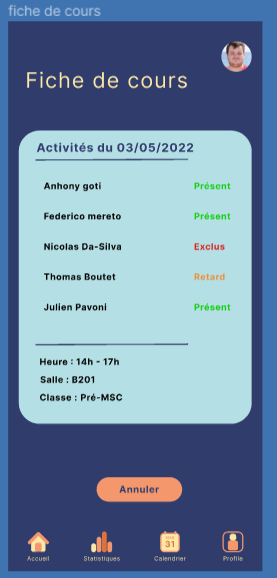 fiche de cours
Fiche de cours
Activités du 03/05/2022
Anhony goti Présent
Federico mereto Présent
Nicolas Da-Silva Exclus
Thomas Boutet Retard
Julien Pavoni Présent
Heure : 14h - 17h
Salle : B201
Classe : Pré-MSC
Annuler
31
Accueil Statistiques Calendrier Profile